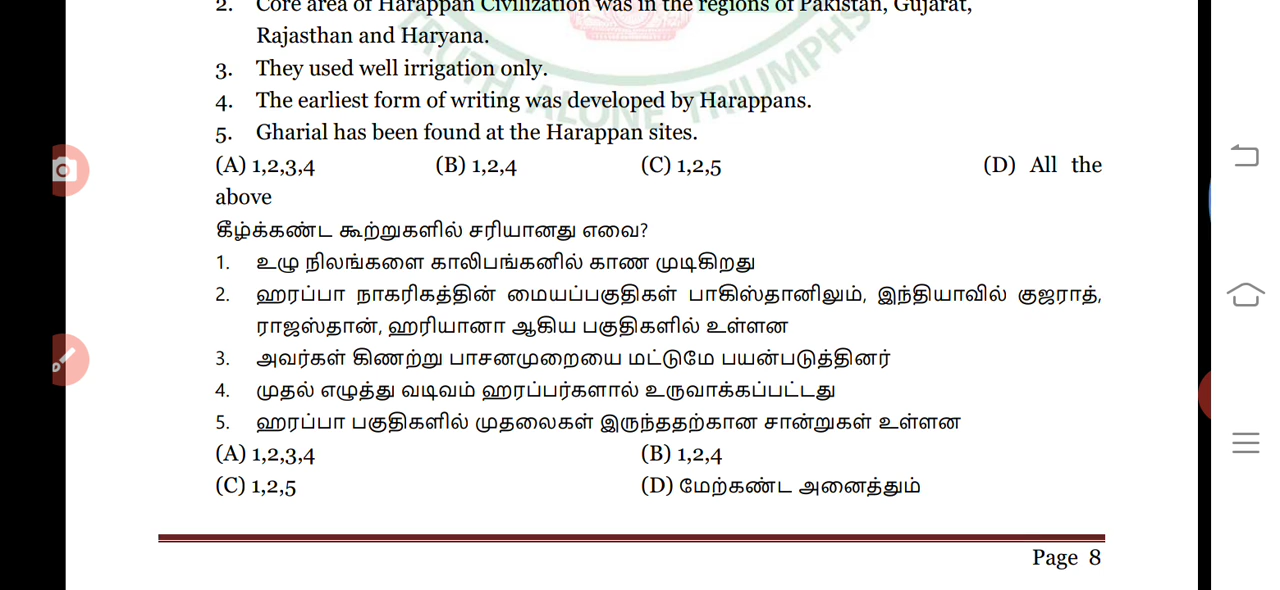 2. Core area of Harappan Civilization was in the regions of Pakistan, Gujarat,
Rajasthan and Haryana.
3. They used well irrigation only.
4. The earliest form of writing was developed by Harappans.
5. Gharial has been found at the Harappan sites.
(A) 1,2,3,4 (B) 1,2,4 (C) 1,2,5 (D) All the
above
கீழ்க்கண்ட கூற்றுகளில் சரியானது எவை?
1. உழு நிலங்களை காலிபங்கனில் காண முடிகிறது
2. ஹரப்பா நாகரிகத்தின் மையப்பகுதிகள் பாகிஸ்தானிலும், இந்தியாவில் குஜராத்,
ராஜஸ்தான், ஹரியானா ஆகிய பகுதிகளில் உள்ளன
3. அவர்கள் கிணற்று பாசனமுறையை மட்டுமே பயன்படுத்தினர்
4. முதல் எழுத்து வடிவம் ஹரப்பர்களால் உருவாக்கப்பட்டது
5. ஹரப்பா பகுதிகளில் முதலைகள் இருந்ததற்கான சான்றுகள் உள்ளன
(A) 1,2,3,4 (B) 1,2,4
(C) 1,2,5 (D) மேற்கண்ட அனைத்தும்
Page 8
TRUTH ALONE TRIUMPHS